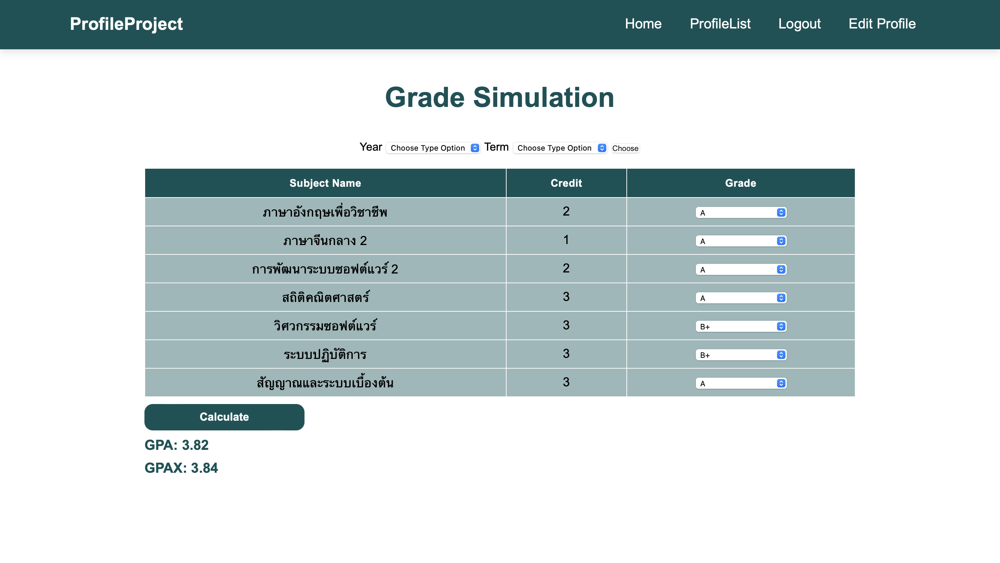 ProfileProject Home ProfileList Logout Edit Profile
Grade Simulation
Year Choose Type Option Term Choose Type Option Choose
Subject Name Credit Grade
ภาษาอังกฤษเพื่อวิชาชีพ 2 A
ภาษาจีนกลาง 2 1 A
การพัฒนาระบบซอฟต์แวร์ 2 2 A
สถิติคณิตศาสตร์ 3 A
วิศวกรรมซอฟต์แวร์ 3 B+
ระบบปฏิบัติการ 3 B+
สัญญาณและระบบเบื้องต้น 3 A
Calculate
GPA: 3.82
GPAX: 3.84